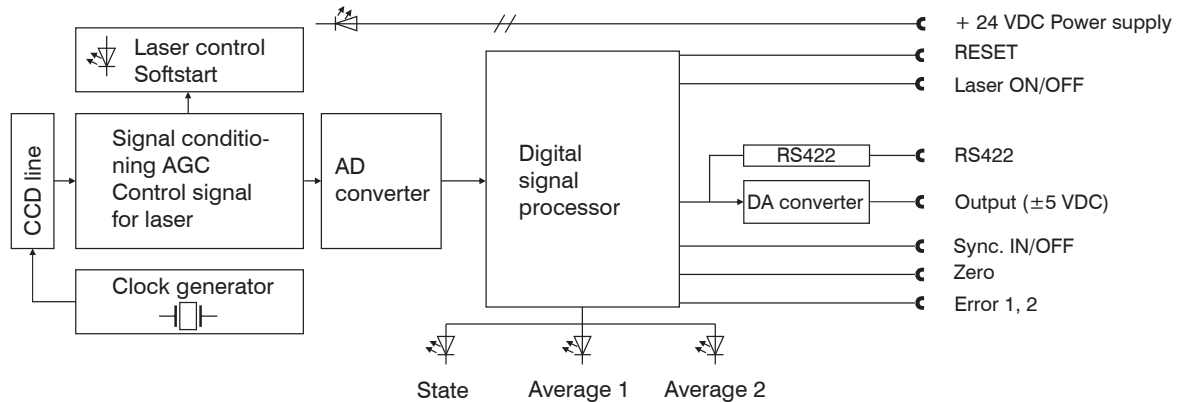 + 24 VDC Power supply
Laser control
Softstart
RESET
Laser ON/OFF
CCD line
Signal conditio-
ning AGC
Control signal
for laser
AD
converter
Digital
signal
processor
RS422
RS422
DA converter
Output (±5 VDC)
Sync. IN/OFF
Zero
Error 1, 2
Clock generator
State
Average 1
Average 2